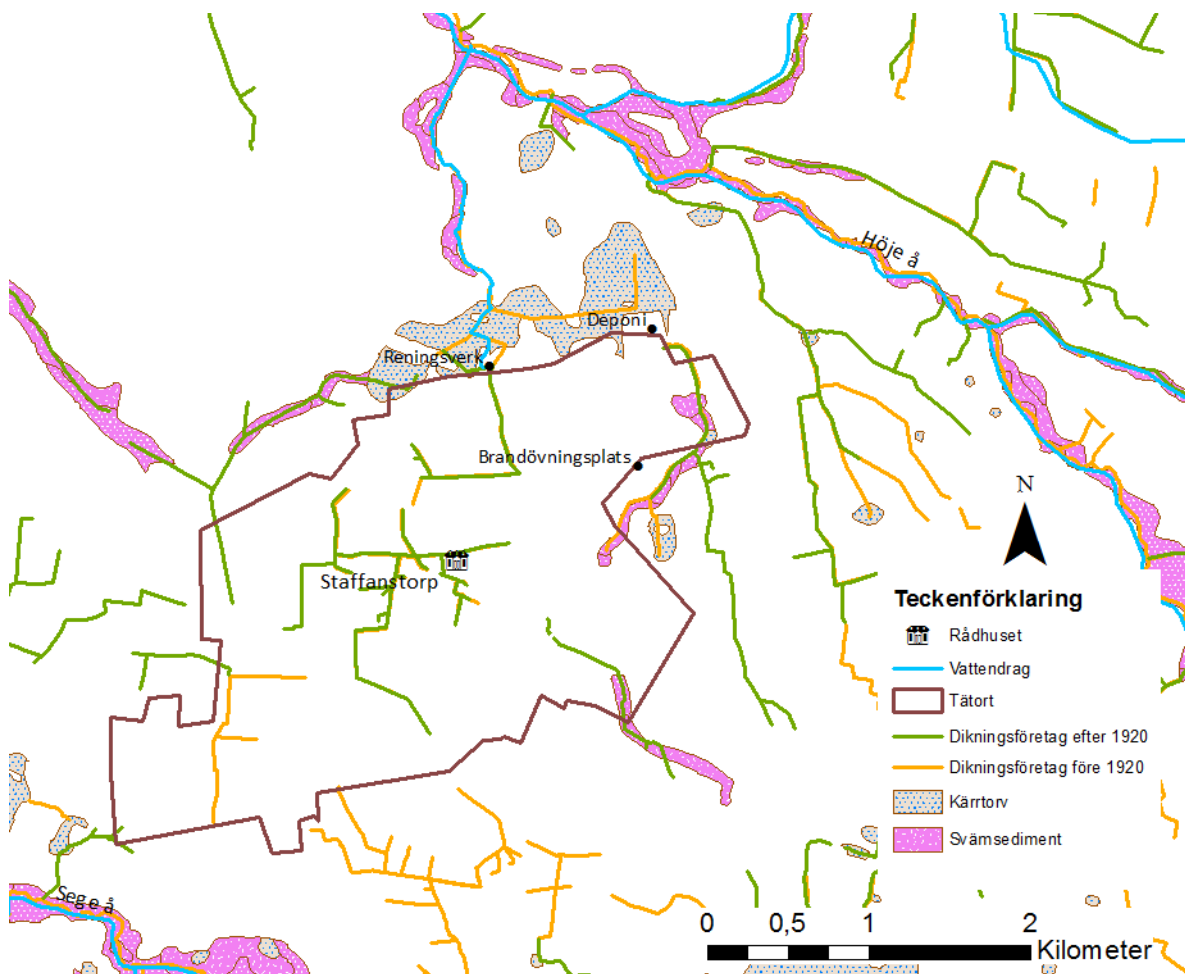 Höje å
Deponi
Reningsverk
Brandövningsplats
N
Staffanstorp
Teckenförklaring
Rådhuset
Vattendrag
Tätort
Dikningsföretag efter 1920
Dikningsföretag före 1920
Kärrtorv
Svämsediment
Sege å
0 0,5 1 2
Kilometer